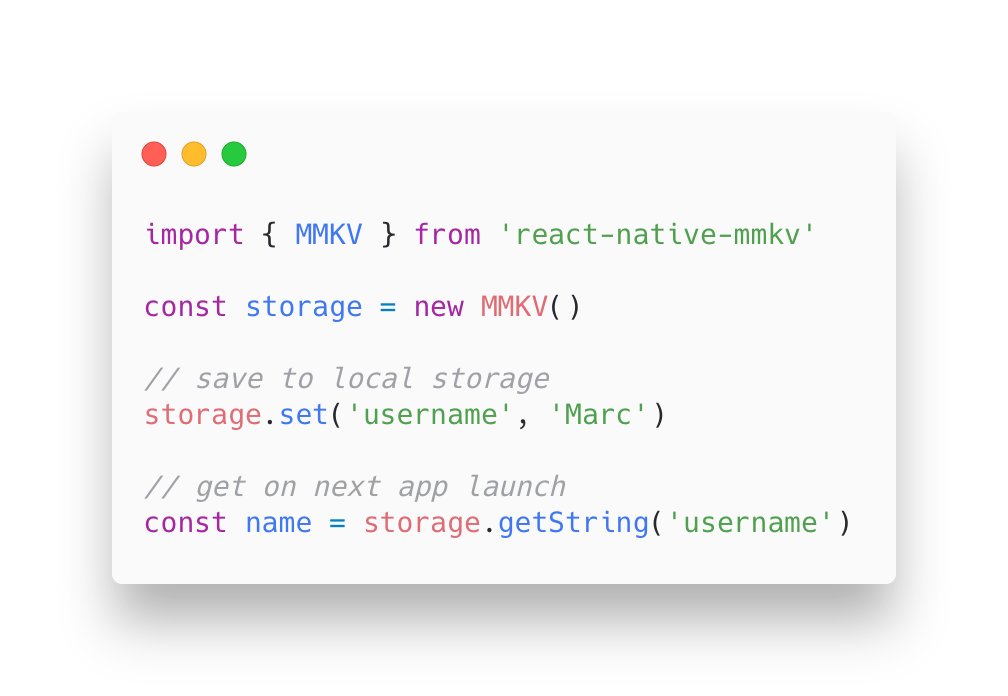 import { MMKV } from 'react-native-mmkv'
const storage = new MMKV()
// save to local storage
storage.set('username', 'Marc')
// get on next app launch
const name = storage.getString('username')